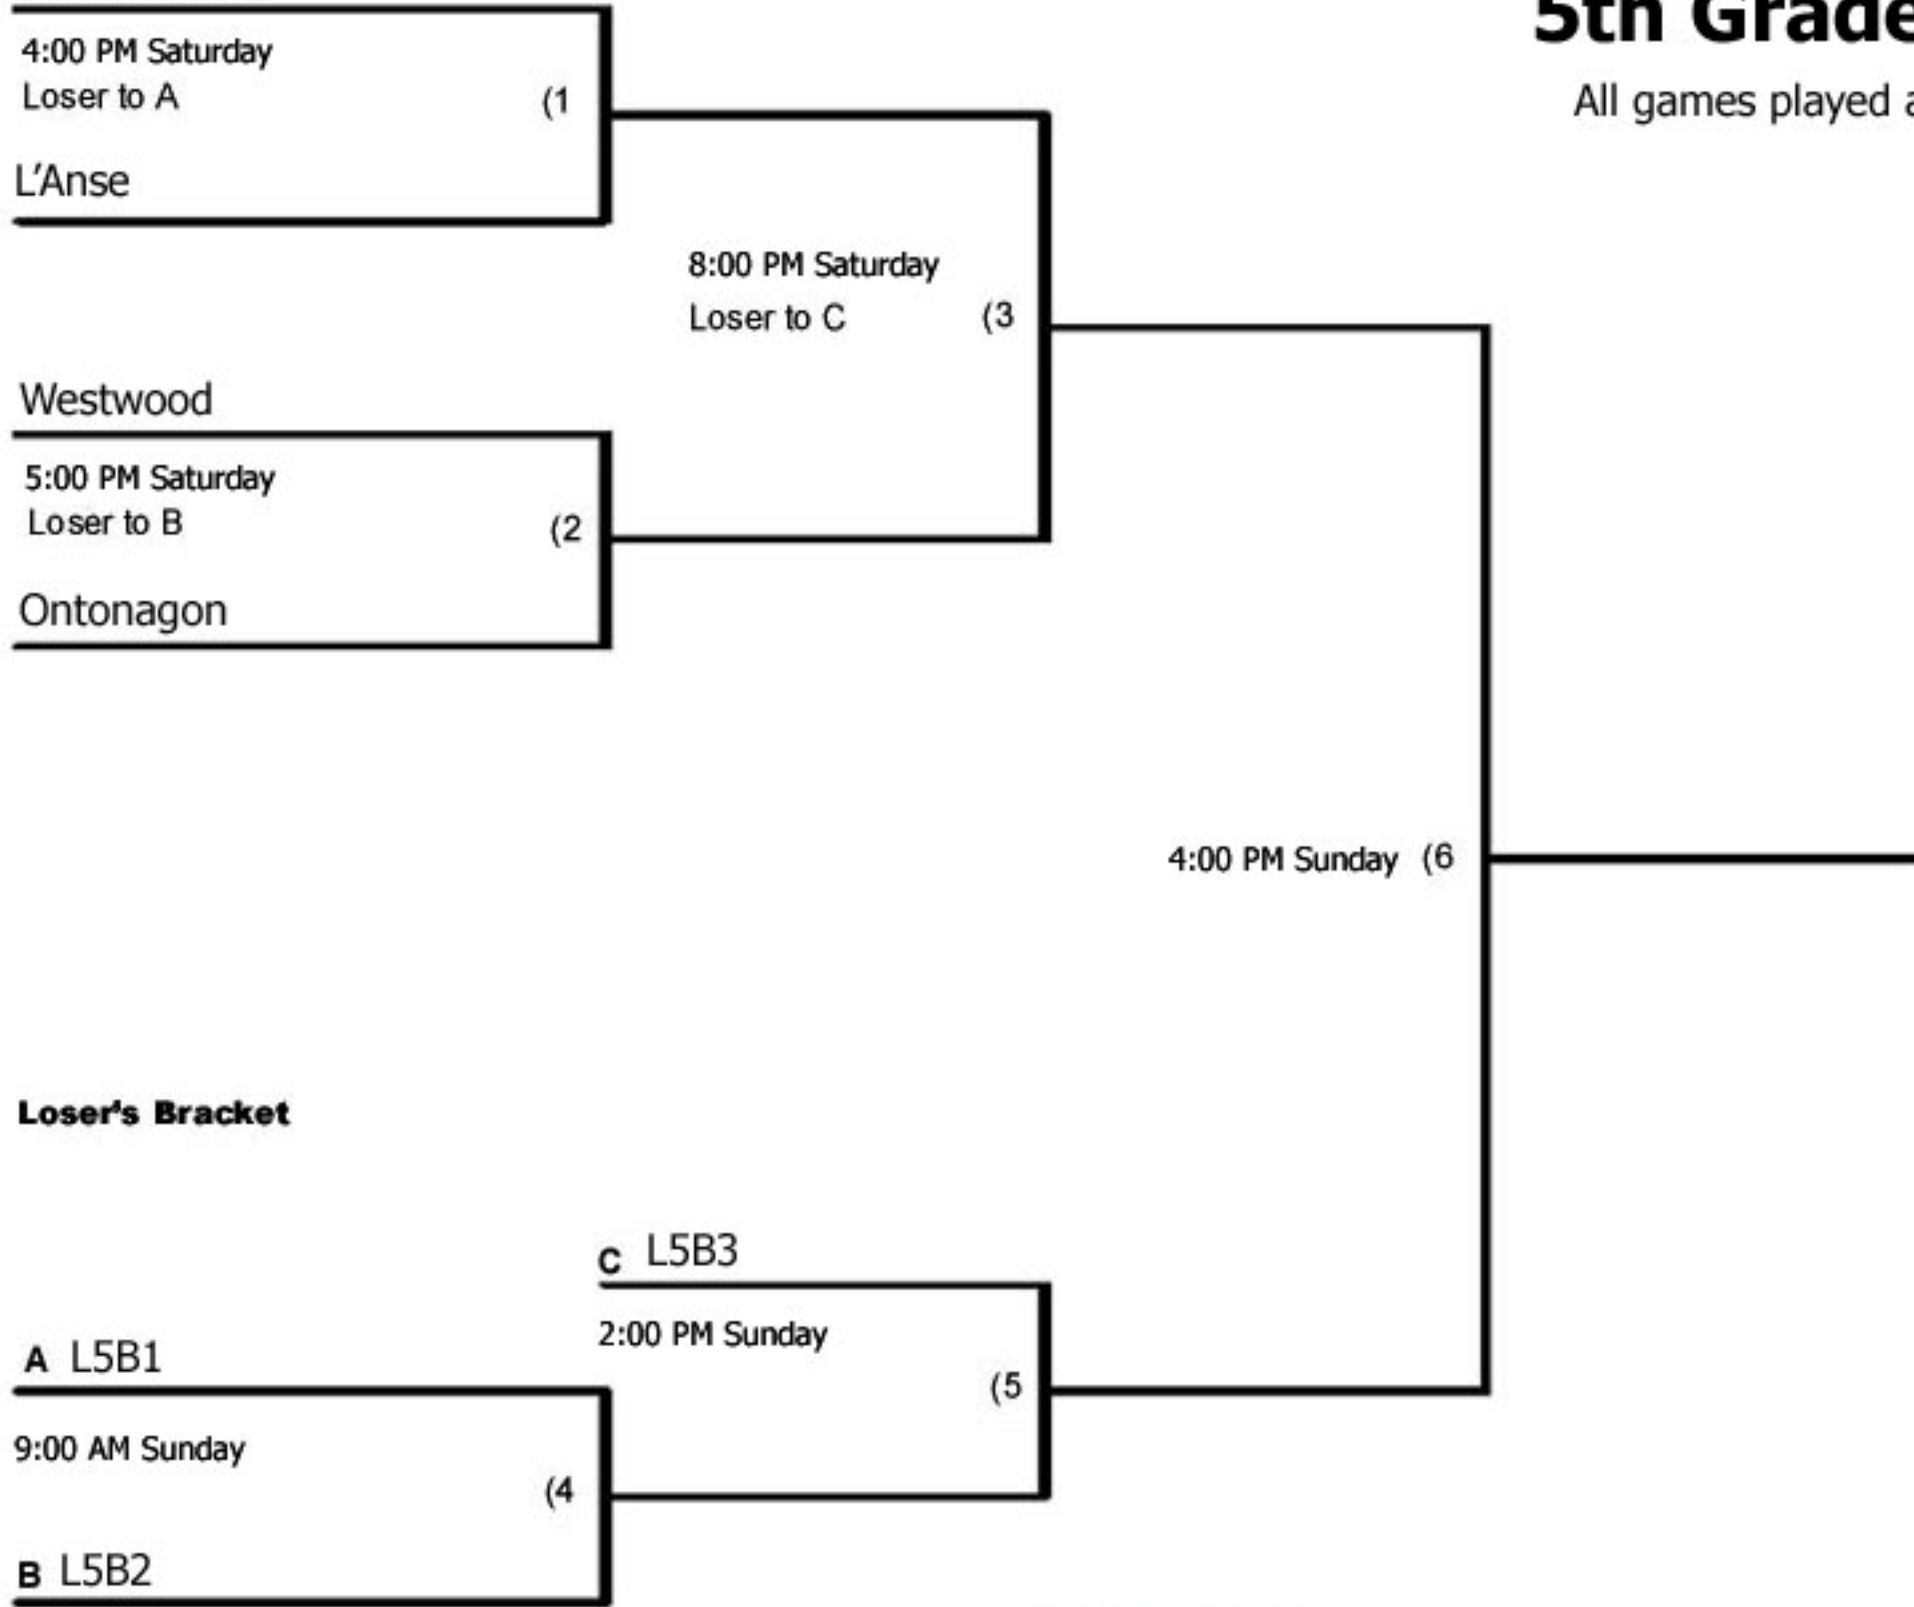 5th Grade
All games played
4:00 PM Saturday
Loser to A
(1
L'Anse
8:00 PM Saturday
Loser to C
(3
Westwood
5:00 PM Saturday
Loser to B
(2
Ontonagon
4:00 PM Sunday (6
Loser's Bracket
C L5B3
2:00 PM Sunday
(5
A L5B1
9:00 AM Sunday
(4
B L5B2